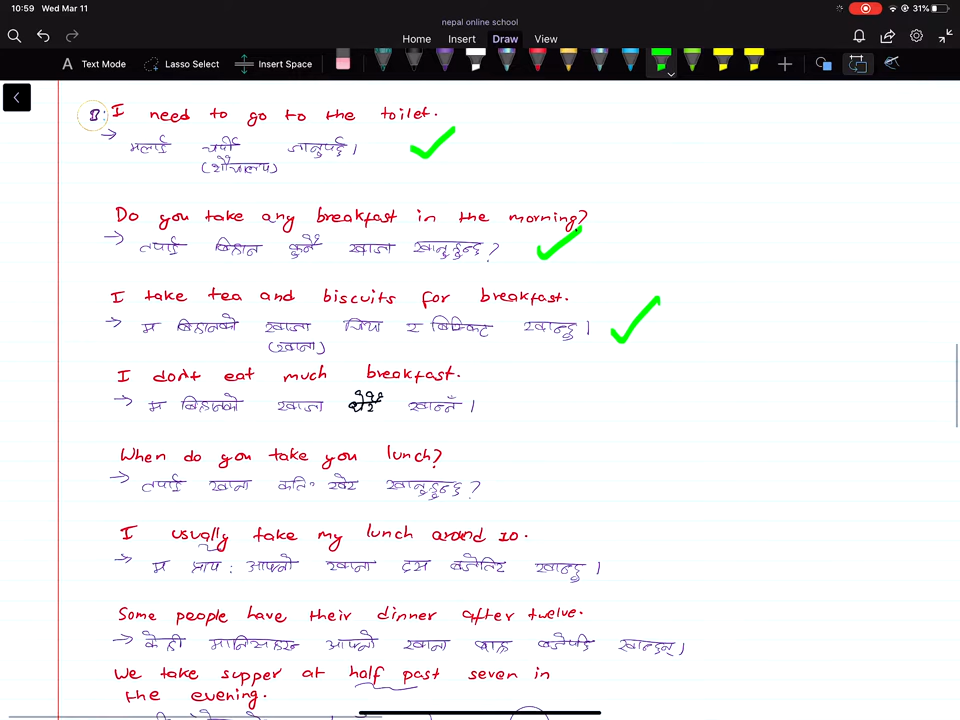 10:59 Wed Mar 11
31%
nepal online school
Home Insert Draw View
Text Mode Lasso Select Insert Space
I need to go to the toilet.
→ मलाई चर्पी जानुपर्छ।
(शौचालय)
Do you take any breakfast in the morning?
→ तपाई बिहान कुनै खाजा खानुहुन्छ?
I take tea and biscuits for breakfast.
→ म बिहानको खाजा चिया र बिस्किट खान्छु।
(खाना)
I don't eat much breakfast.
→ म बिहानको खाजा खान्नँ।
When do you take you lunch?
→ तपाई खाना कति खेर खानुहुन्छ?
I usually take my lunch around 10.
→ म प्राय: आफ्नो खाना दस बजेतिर खान्छु।
Some people have their dinner after twelve.
→ केही मानिसहरु आफ्नो खाना बाह्र बजेपछि खान्छन्।
We take supper at half past seven in
the evening.